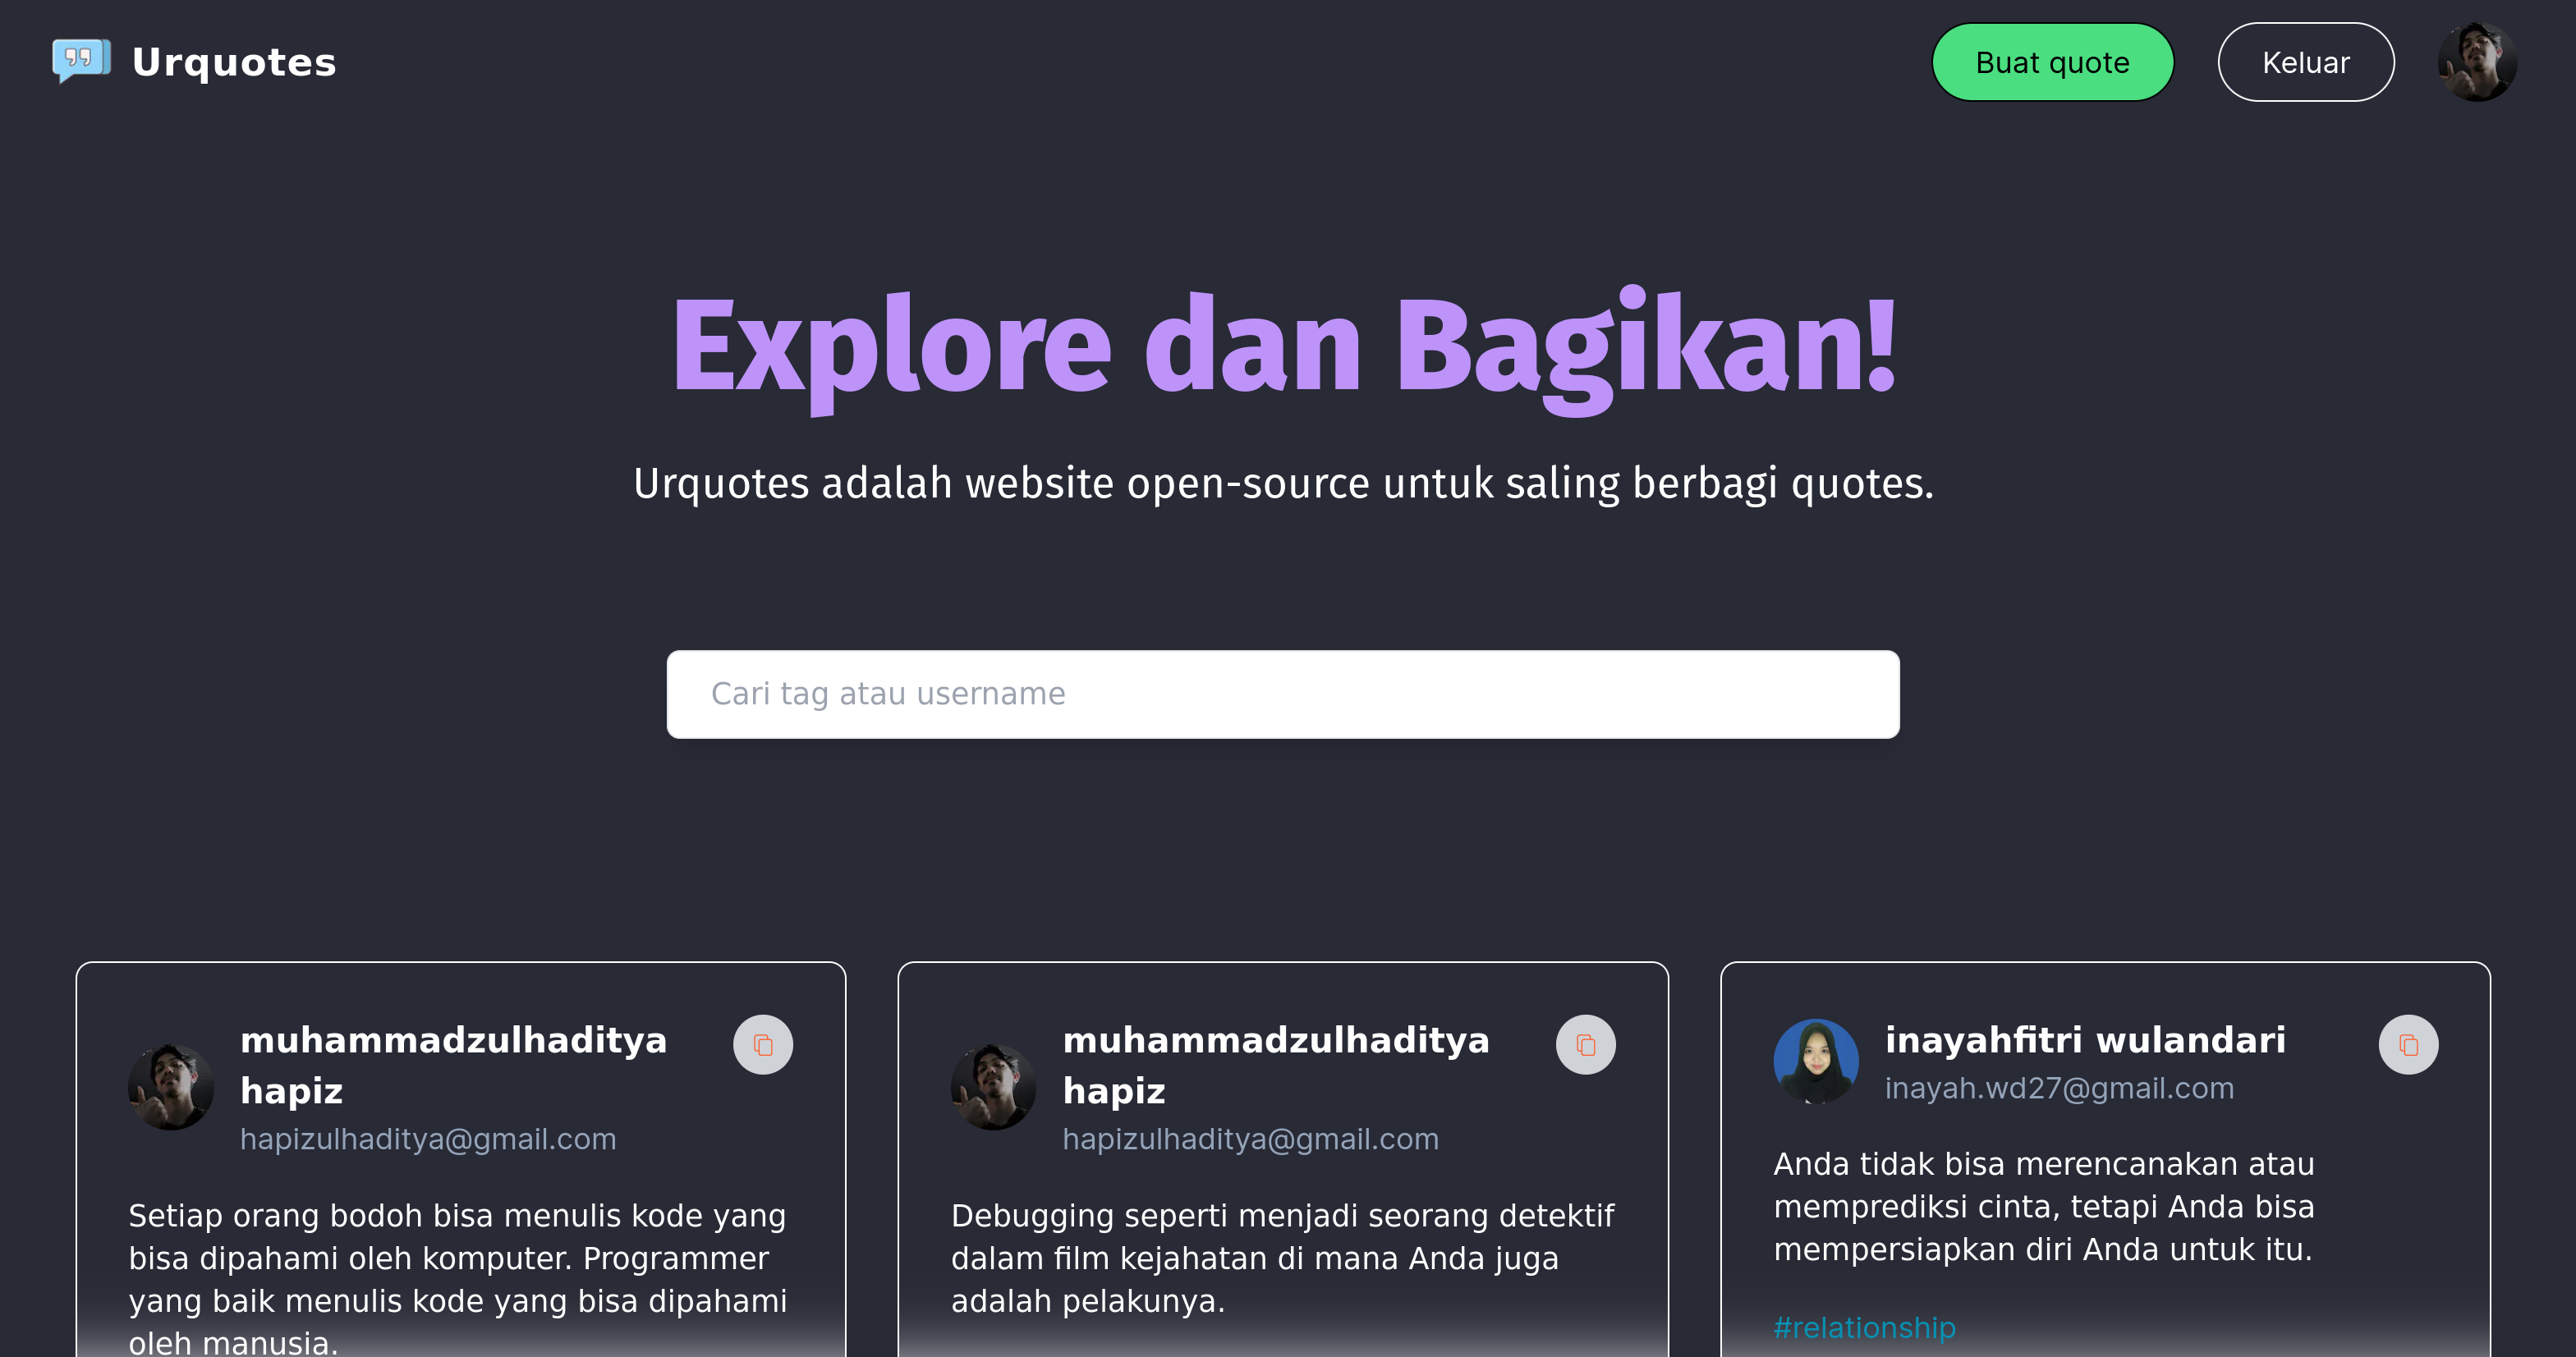 Urquotes
Buat quote
Keluar
Explore dan Bagikan!
Urquotes adalah website open-source untuk saling berbagi quotes.
Cari tag atau username
muhammadzulhaditya
hapiz
hapizulhaditya@gmail.com
Setiap orang bodoh bisa menulis kode yang
bisa dipahami oleh komputer. Programmer
yang baik menulis kode yang bisa dipahami
oleh manusia.
muhammadzulhaditya
hapiz
hapizulhaditya@gmail.com
Debugging seperti menjadi seorang detektif
dalam film kejahatan di mana Anda juga
adalah pelakunya.
inayahfitri wulandari
inayah.wd27@gmail.com
Anda tidak bisa merencanakan atau
memprediksi cinta, tetapi Anda bisa
mempersiapkan diri Anda untuk itu.
#relationship